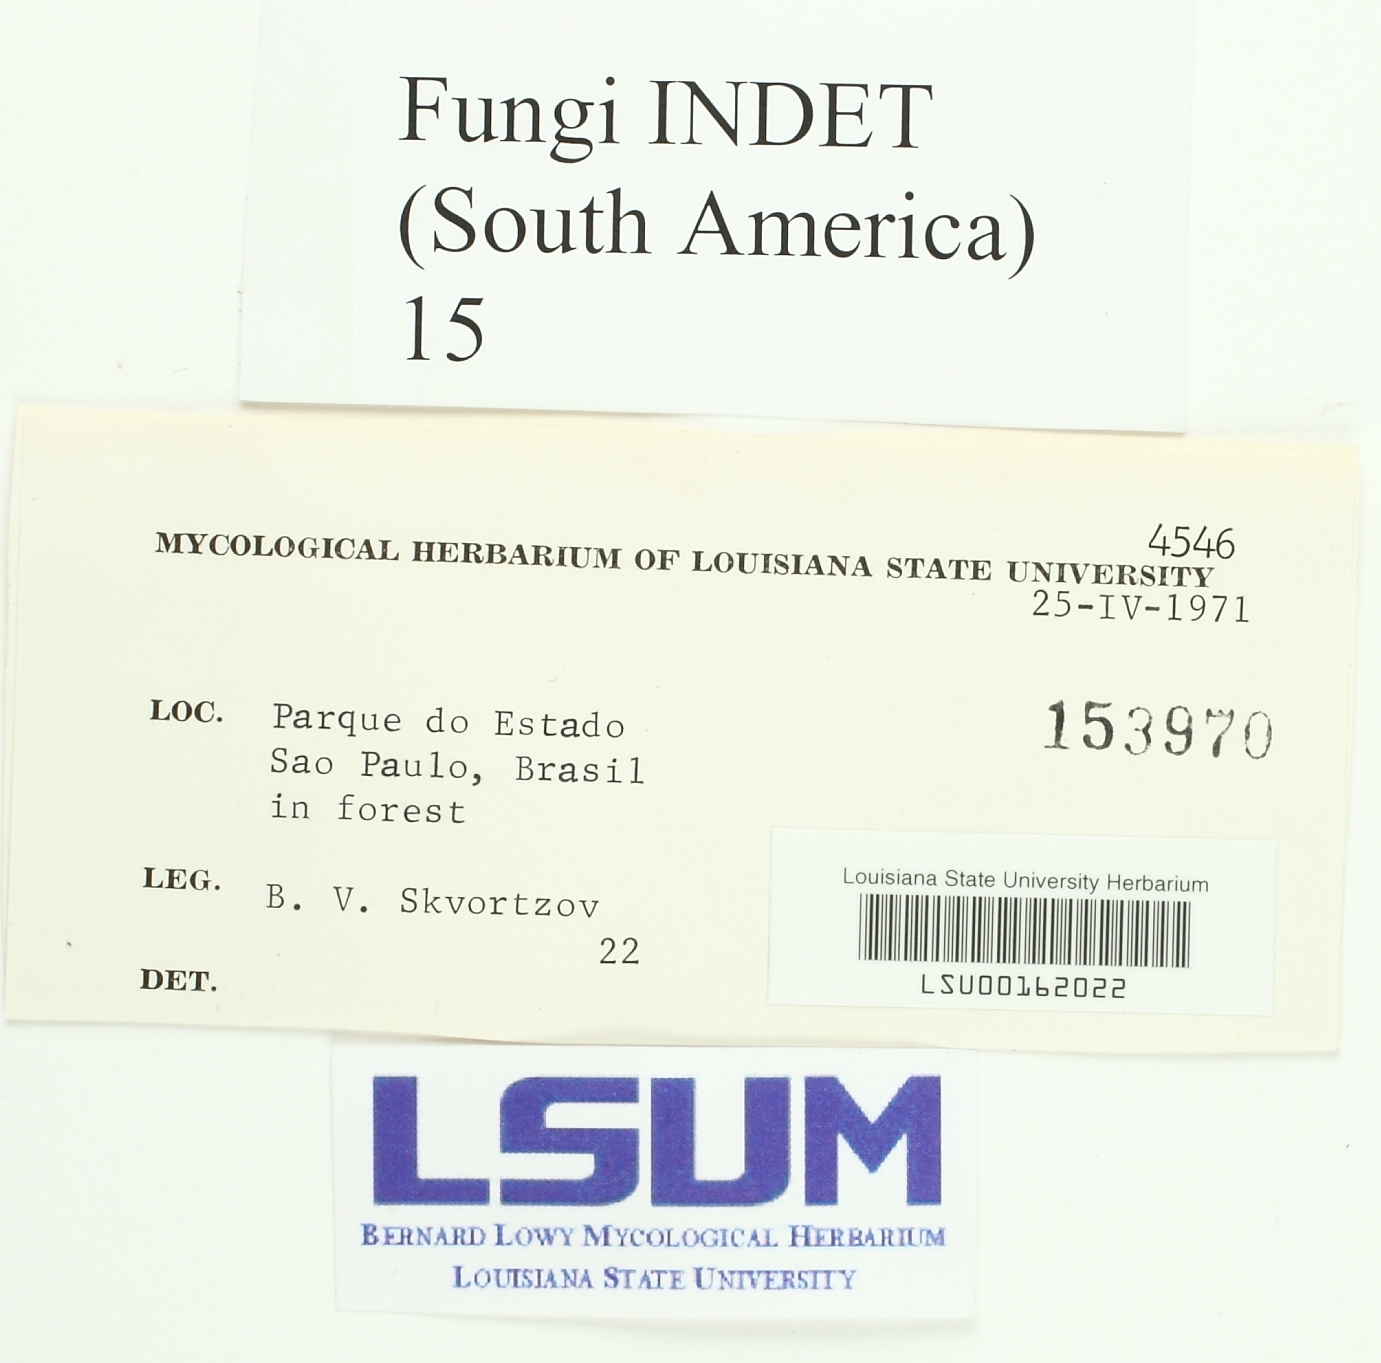 Fungi INDET
(South America)
15
4546
MYCOLOGICAL HERBARIUM OF LOUISIANA STATE UNIVERSITY
25-IV-1971
LOC. Parque do Estado
Sao Paulo, Brasil
in forest
153970
LEG. B. V. Skvortzov
22
DET.
Louisiana State University Herbarium
LSU00162022
LSUM
BERNARD LOWY MYCOLOGICAL HERBARIUM
LOUISIANA STATE UNIVERSITY